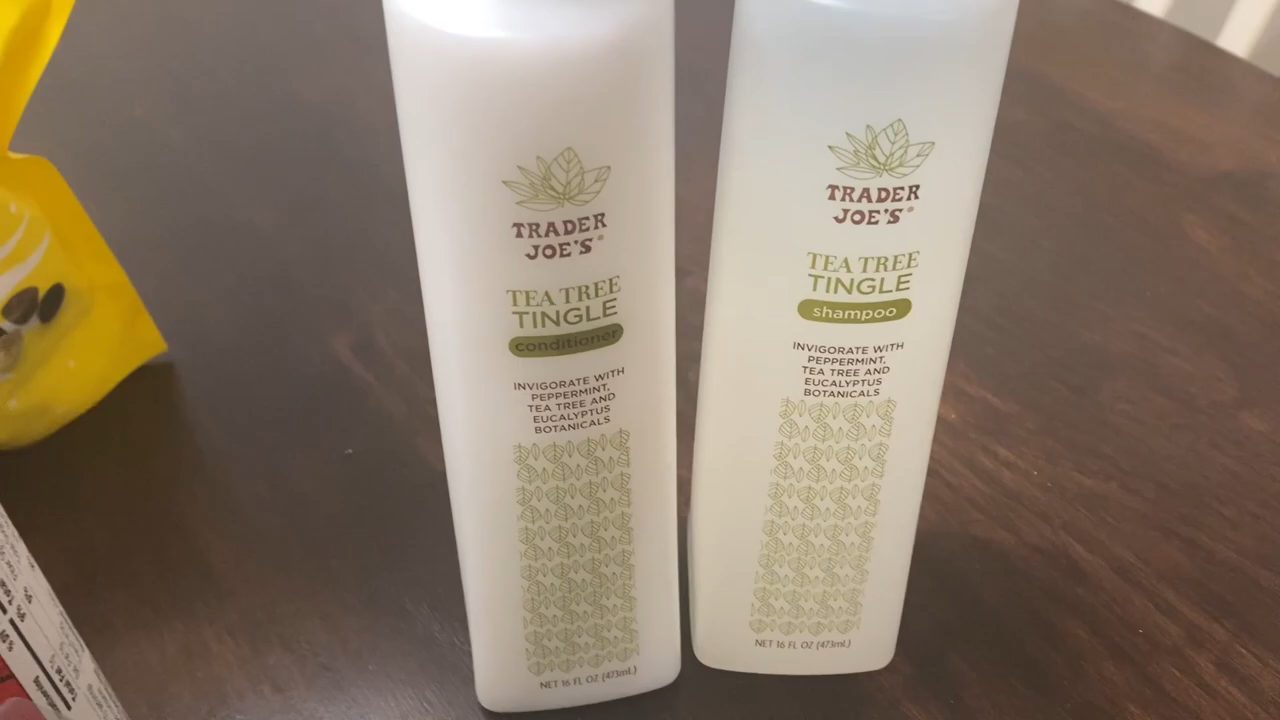 TRADER
JOE'S®
TEA TREE
TINGLE
conditioner
INVIGORATE WITH
PEPPERMINT,
TEA TREE AND
EUCALYPTUS
BOTANICALS
NET 16 FL OZ (473mL)
TRADER
JOE'S®
TEA TREE
TINGLE
shampoo
INVIGORATE WITH
PEPPERMINT,
TEA TREE AND
EUCALYPTUS
BOTANICALS
NET 16 FL OZ (473mL)